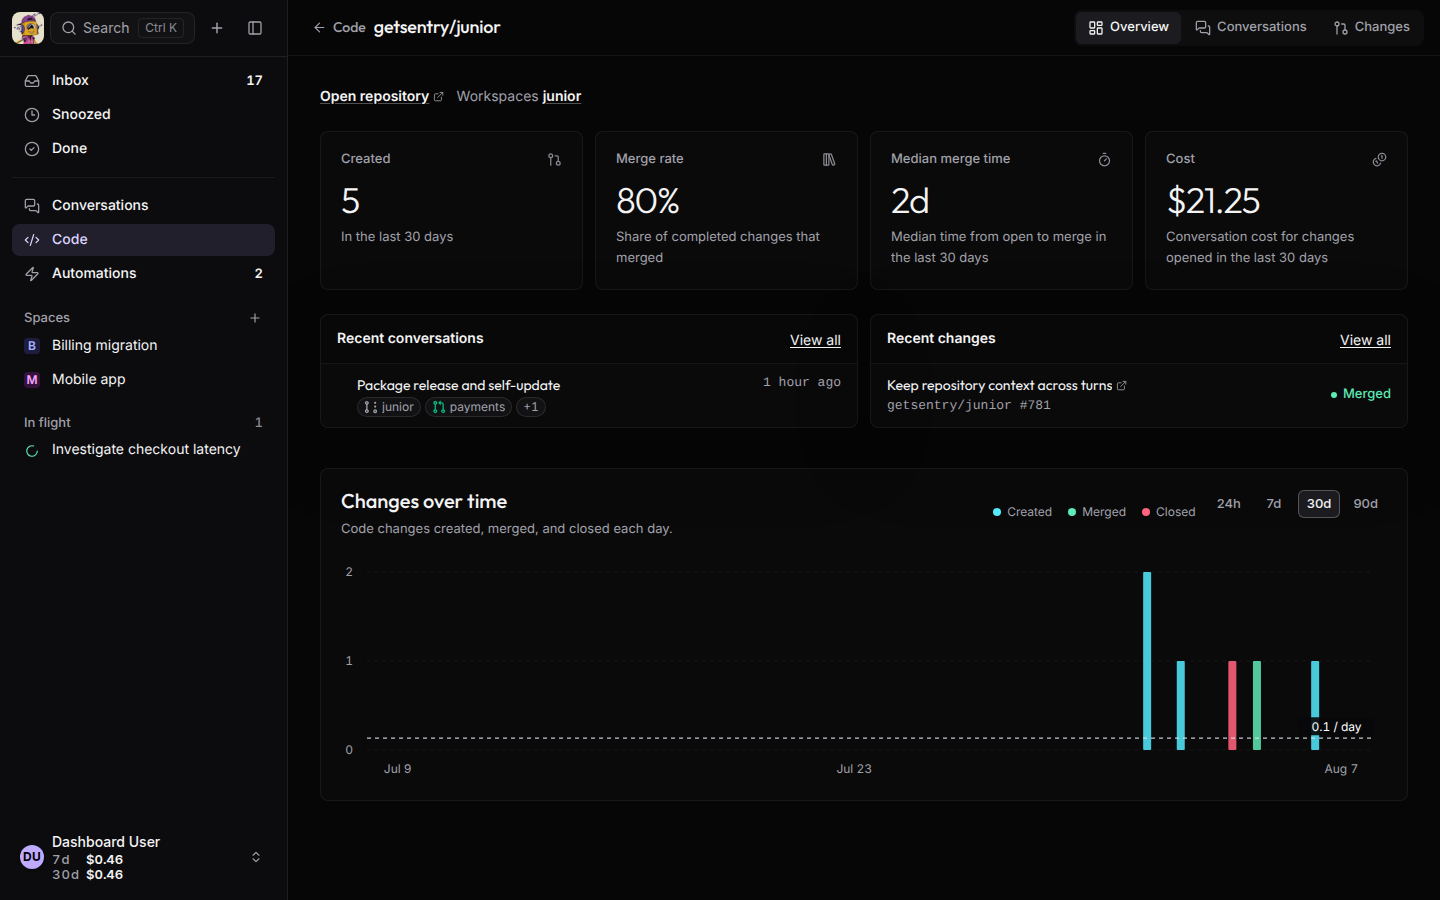 Search Ctrl K
Inbox 17
Snoozed
Done
Conversations
Code
Automations 2
Spaces
B Billing migration
M Mobile app
In flight 1
Investigate checkout latency
DU Dashboard User
7d $0.46
30d $0.46
Code getsentry/junior
Overview Conversations Changes
Open repository Workspaces junior
Created
5
In the last 30 days
Merge rate
80%
Share of completed changes that
merged
Median merge time
2d
Median time from open to merge in
the last 30 days
Cost
$21.25
Conversation cost for changes
opened in the last 30 days
Recent conversations View all
Package release and self-update 1 hour ago
junior payments +1
Recent changes View all
Keep repository context across turns
getsentry/junior #781
Merged
Changes over time
Code changes created, merged, and closed each day.
Created Merged Closed
24h 7d 30d 90d
2
1
0
0.1 / day
Jul 9 Jul 23 Aug 7